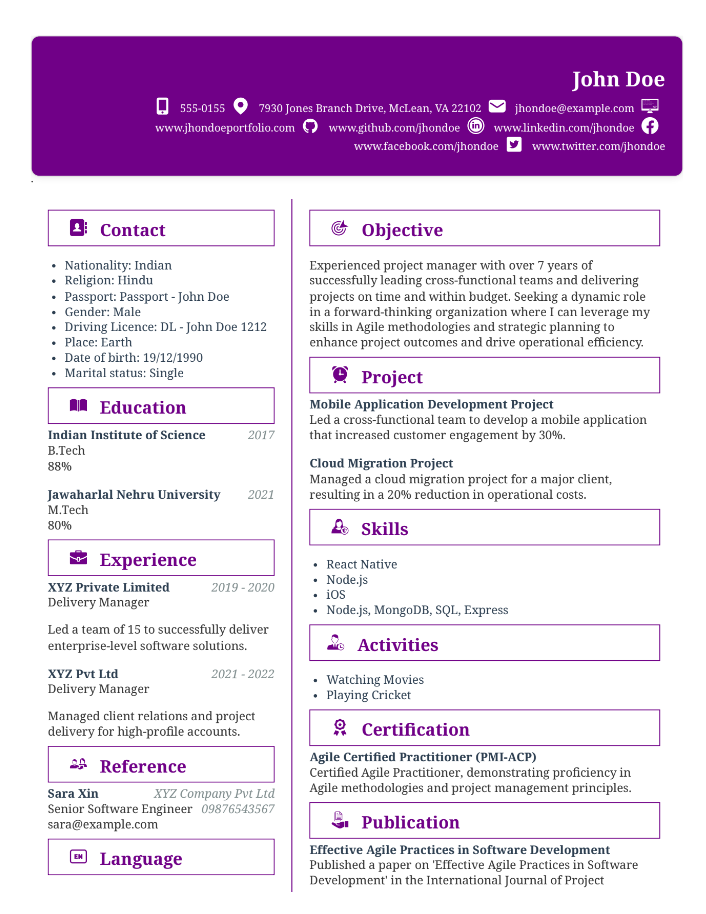 John Doe
555-0155 7930 Jones Branch Drive, McLean, VA 22102 jhondoe@example.com
www.jhondoeportfolio.com www.github.com/jhondoe www.linkedin.com/jhondoe
www.facebook.com/jhondoe www.twitter.com/jhondoe
Contact
• Nationality: Indian
• Religion: Hindu
• Passport: Passport - John Doe
• Gender: Male
• Driving Licence: DL - John Doe 1212
• Place: Earth
• Date of birth: 19/12/1990
• Marital status: Single
Education
Indian Institute of Science 2017
B.Tech
88%
Jawaharlal Nehru University 2021
M.Tech
80%
Experience
XYZ Private Limited 2019 - 2020
Delivery Manager
Led a team of 15 to successfully deliver
enterprise-level software solutions.
XYZ Pvt Ltd 2021 - 2022
Delivery Manager
Managed client relations and project
delivery for high-profile accounts.
Reference
Sara Xin XYZ Company Pvt Ltd
Senior Software Engineer 09876543567
sara@example.com
EN Language
Objective
Experienced project manager with over 7 years of
successfully leading cross-functional teams and delivering
projects on time and within budget. Seeking a dynamic role
in a forward-thinking organization where I can leverage my
skills in Agile methodologies and strategic planning to
enhance project outcomes and drive operational efficiency.
Project
Mobile Application Development Project
Led a cross-functional team to develop a mobile application
that increased customer engagement by 30%.
Cloud Migration Project
Managed a cloud migration project for a major client,
resulting in a 20% reduction in operational costs.
Skills
• React Native
• Node.js
• iOS
• Node.js, MongoDB, SQL, Express
Activities
• Watching Movies
• Playing Cricket
Certification
Agile Certified Practitioner (PMI-ACP)
Certified Agile Practitioner, demonstrating proficiency in
Agile methodologies and project management principles.
Publication
Effective Agile Practices in Software Development
Published a paper on 'Effective Agile Practices in Software
Development' in the International Journal of Project